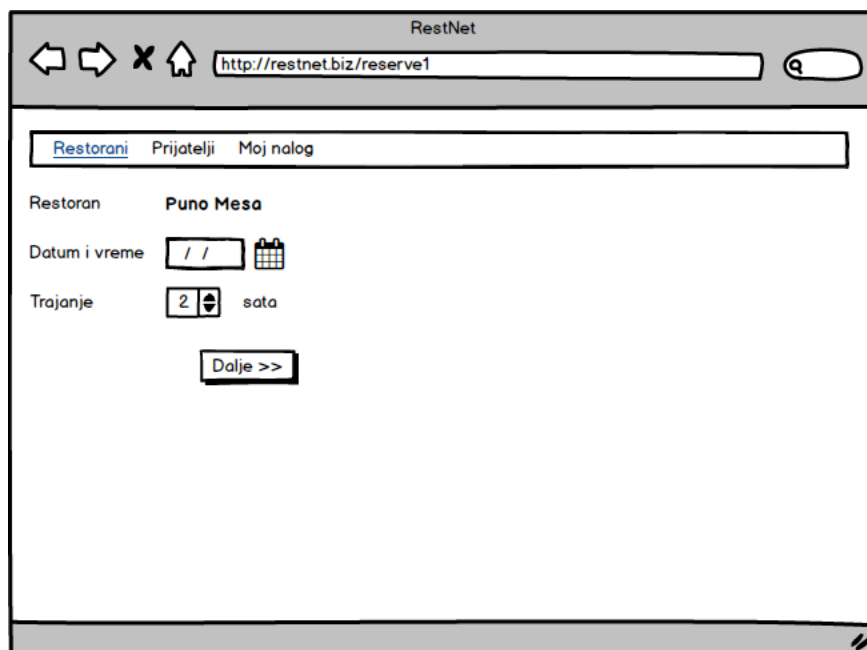 RestNet
http://restnet.biz/reserve1
Restorani Prijatelji Moj nalog
Restoran Puno Mesa
Datum i vreme / /
Trajanje 2 sata
Dalje >>